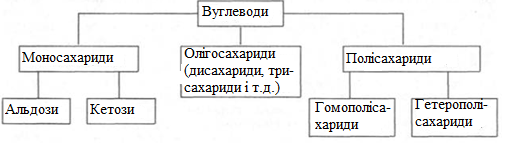 Вуглеводи
Моносахариди
Олігосахариди
(дисахариди, три-
сахариди і т.д.)
Полісахариди
Альдози
Кетози
Гомополіса-
хариди
Гетерополі-
сахариди